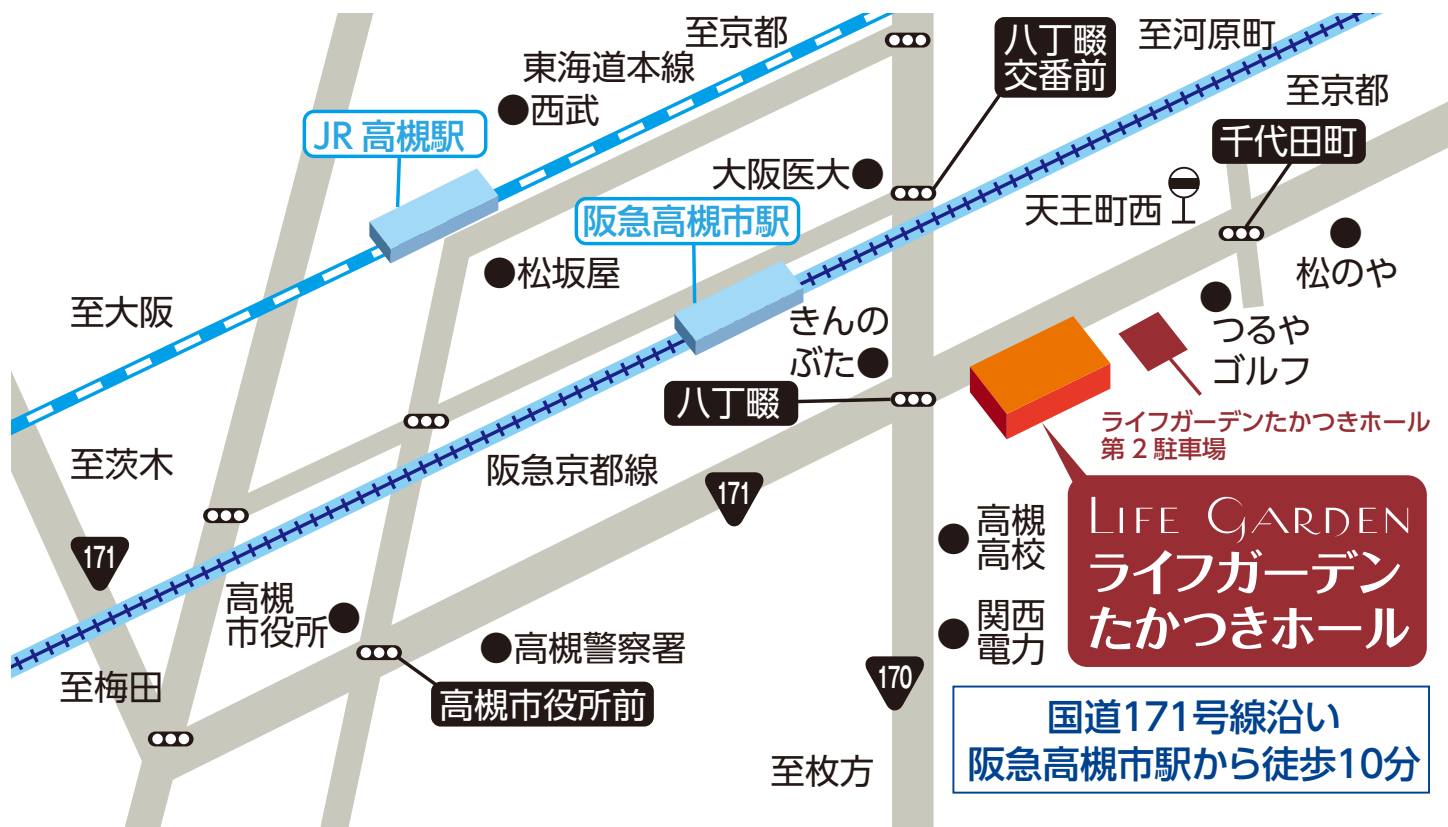 至京都
東海道本線
西武
JR 高槻駅
八丁畷
交番前
至河原町
至京都
千代田町
大阪医大
天王町西
阪急高槻市駅
松坂屋
松のや
至大阪
きんの
ぶた
つるや
ゴルフ
八丁畷
ライフガーデンたかつきホール
第2駐車場
至茨木
阪急京都線
171
171
高槻
高校
LIFE GARDEN
ライフガーデン
たかつきホール
高槻
市役所
高槻警察署
関西
電力
至梅田
高槻市役所前
170
国道171号線沿い
阪急高槻市駅から徒歩10分
至枚方